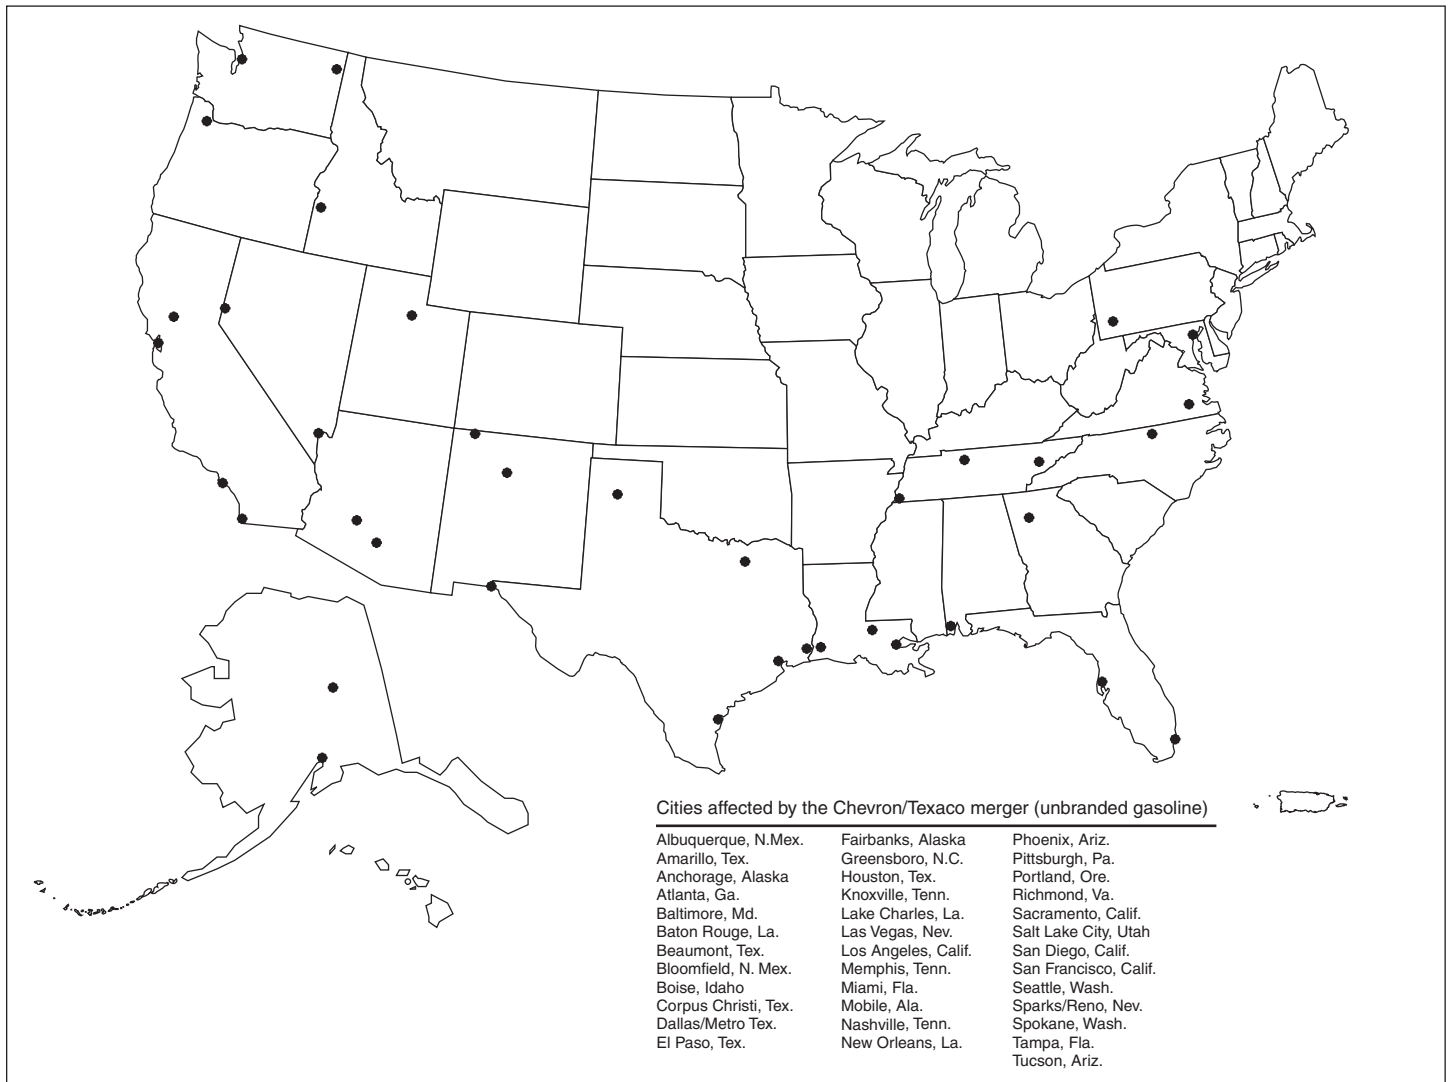 Cities affected by the Chevron/Texaco merger (unbranded gasoline)
Albuquerque, N.Mex.
Amarillo, Tex.
Anchorage, Alaska
Atlanta, Ga.
Baltimore, Md.
Baton Rouge, La.
Beaumont, Tex.
Bloomfield, N. Mex.
Boise, Idaho
Corpus Christi, Tex.
Dallas/Metro Tex.
El Paso, Tex.
Fairbanks, Alaska
Greensboro, N.C.
Houston, Tex.
Knoxville, Tenn.
Lake Charles, La.
Las Vegas, Nev.
Los Angeles, Calif.
Memphis, Tenn.
Miami, Fla.
Mobile, Ala.
Nashville, Tenn.
New Orleans, La.
Phoenix, Ariz.
Pittsburgh, Pa.
Portland, Ore.
Richmond, Va.
Sacramento, Calif.
Salt Lake City, Utah
San Diego, Calif.
San Francisco, Calif.
Seattle, Wash.
Sparks/Reno, Nev.
Spokane, Wash.
Tampa, Fla.
Tucson, Ariz.